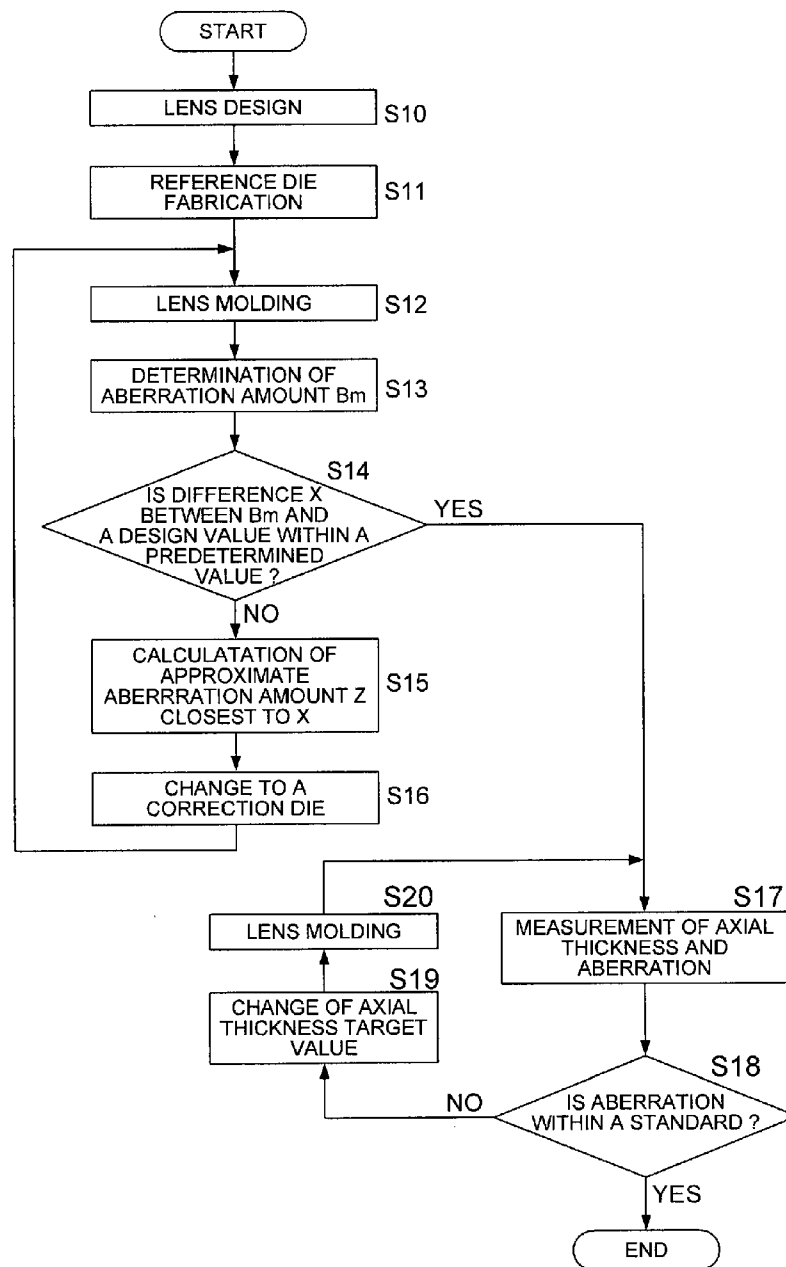 START
LENS DESIGN
S10
REFERENCE DIE
FABRICATION
S11
LENS MOLDING
S12
DETERMINATION OF
ABERRATION AMOUNT Bm
S13
S14
IS DIFFERENCE X
BETWEEN Bm AND
A DESIGN VALUE WITHIN A
PREDETERMINED
VALUE ?
YES
NO
CALCULATATION OF
APPROXIMATE
ABERRRATION AMOUNT Z
CLOSEST TO X
S15
CHANGE TO A
CORRECTION DIE
S16
S20
LENS MOLDING
S19
CHANGE OF AXIAL
THICKNESS TARGET
VALUE
S17
MEASUREMENT OF AXIAL
THICKNESS AND
ABERRATION
S18
IS ABERRATION
WITHIN A STANDARD ?
NO
YES
END